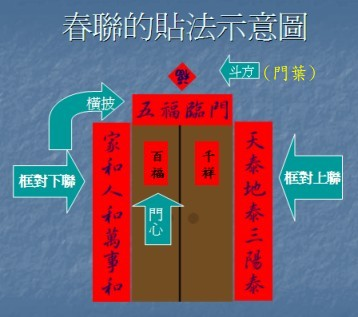 春聯的貼法示意圖
斗方
（門葉）
橫披
五福臨門
天泰地泰三陽泰
家和人和萬事和
千祥
百福
框對上聯
框對下聯
門心